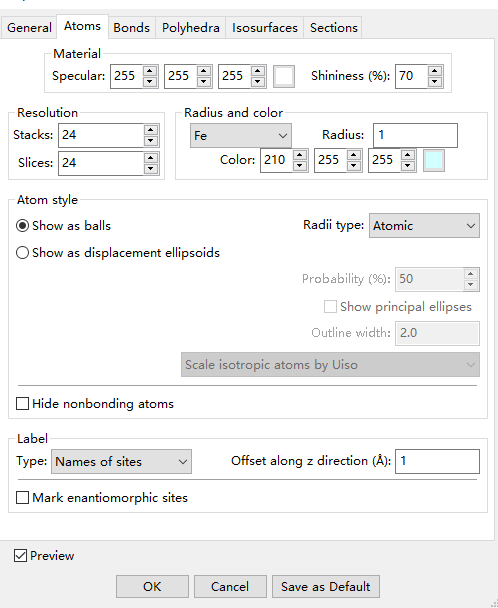 General Atoms Bonds Polyhedra Isosurfaces Sections
Material
Specular: 255 255 255 Shininess (%): 70
Resolution
Stacks: 24
Slices: 24
Radius and color
Fe Radius: 1
Color: 210 255 255
Atom style
Show as balls Radii type: Atomic
Show as displacement ellipsoids
Probability (%): 50
Show principal ellipses
Outline width: 2.0
Scale isotropic atoms by Uiso
Hide nonbonding atoms
Label
Type: Names of sites Offset along z direction (Å): 1
Mark enantiomorphic sites
Preview
OK Cancel Save as Default